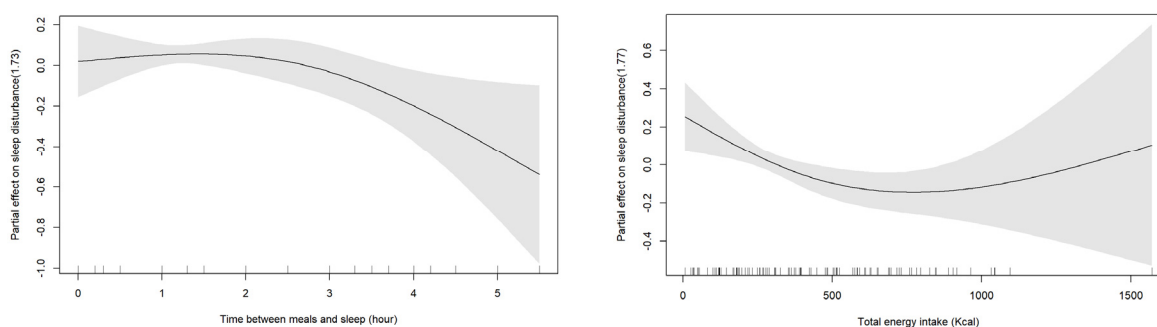 Partial effect on sleep disturbance(1.73)
0.2
0.0
-0.2
-0.4
-0.6
-0.8
-1.0
0 1 2 3 4 5
Time between meals and sleep (hour)
Partial effect on sleep disturbance(1.77)
0.6
0.4
0.2
0.0
-0.2
-0.4
0 500 1000 1500
Total energy intake (Kcal)